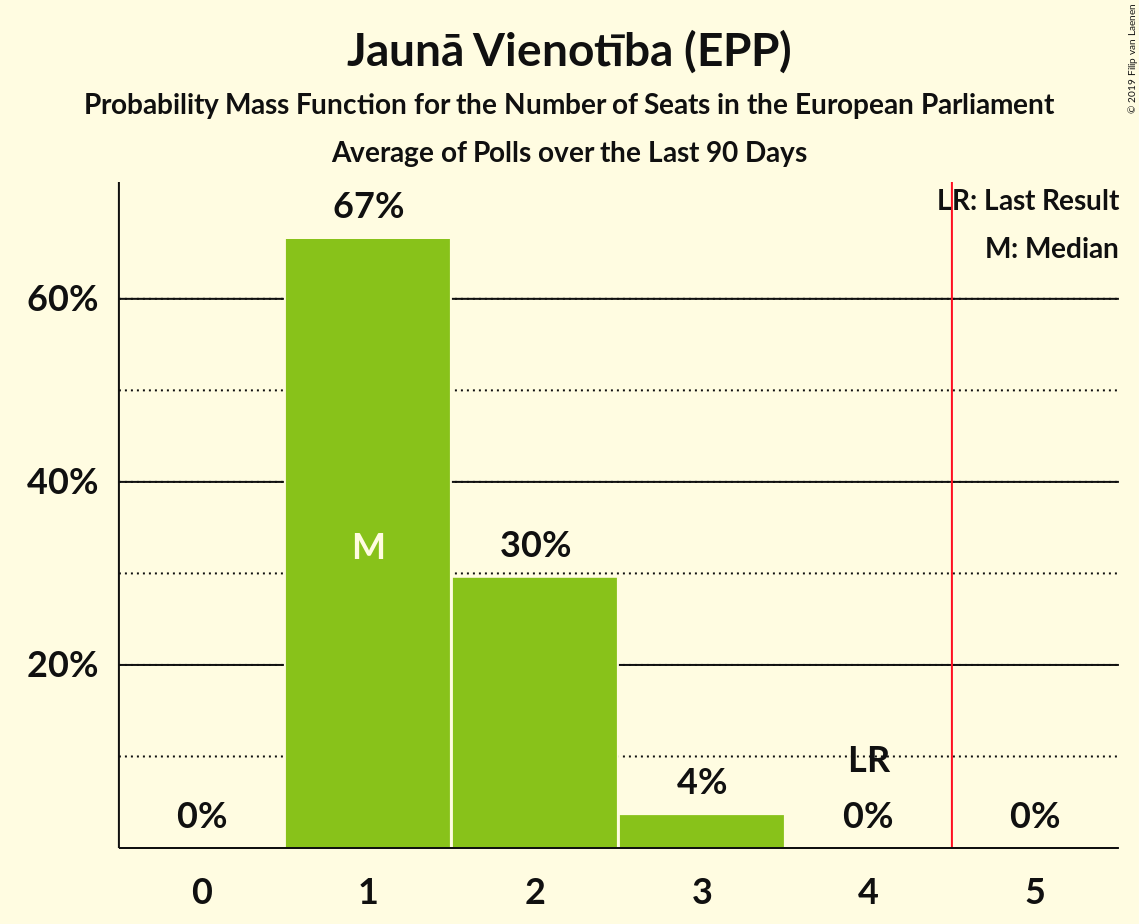 Jaunā Vienotība (EPP)
Probability Mass Function for the Number of Seats in the European Parliament
Average of Polls over the Last 90 Days
© 2019 Filip van Laenen
LR: Last Result
M: Median
67%
60%
40%
M
30%
20%
LR
4%
0%
0%
0%
0 1 2 3 4 5